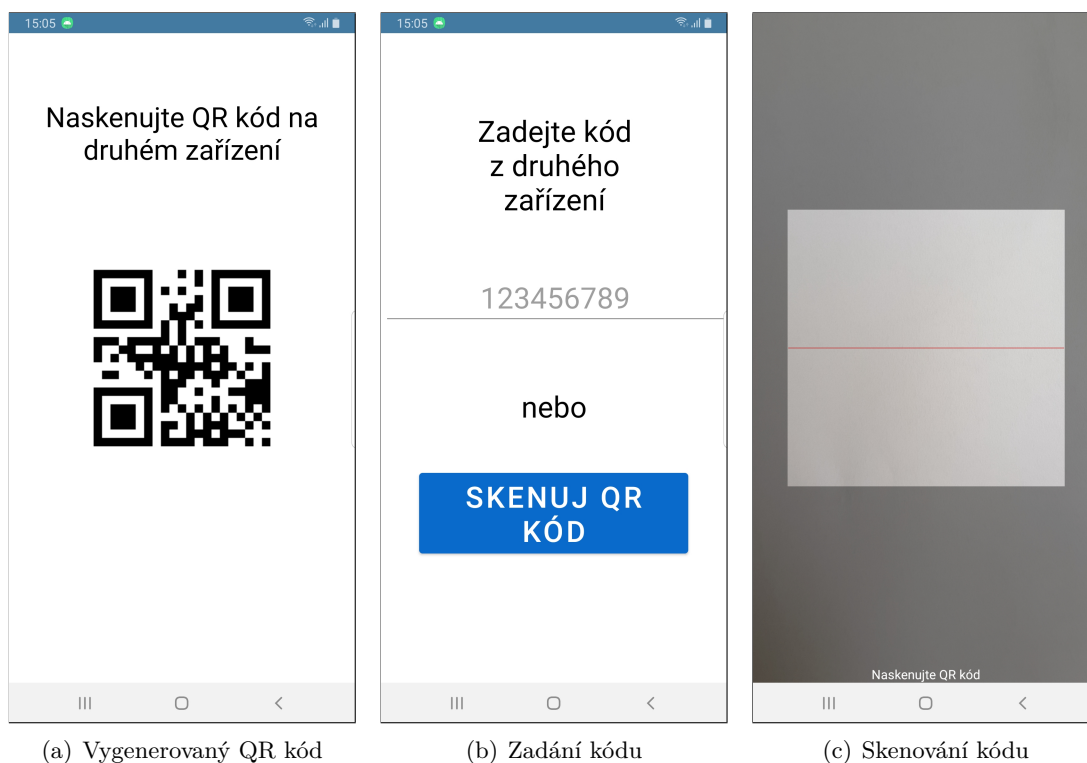 15:05
Naskenujte QR kód na
druhém zařízení
(a) Vygenerovaný QR kód
15:05
Zadejte kód
z druhého
zařízení
123456789
nebo
SKENUJ QR
KÓD
(b) Zadání kódu
Naskenujte QR kód
(c) Skenování kódu